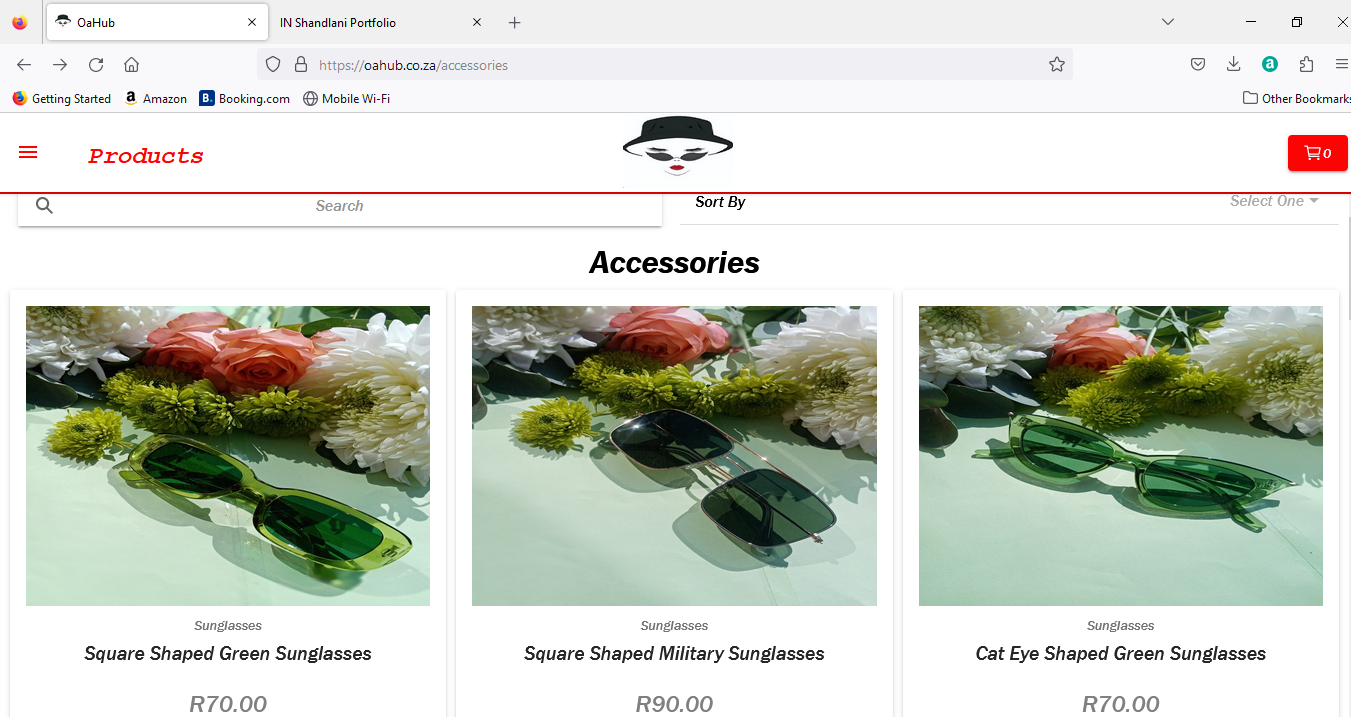 OaHub
IN Shandlani Portfolio
https://oahub.co.za/accessories
Getting Started
Amazon
Booking.com
Mobile Wi-Fi
Other Bookmarks
Products
0
Search
Sort By
Select One
Accessories
Sunglasses
Square Shaped Green Sunglasses
R70.00
Sunglasses
Square Shaped Military Sunglasses
R90.00
Sunglasses
Cat Eye Shaped Green Sunglasses
R70.00